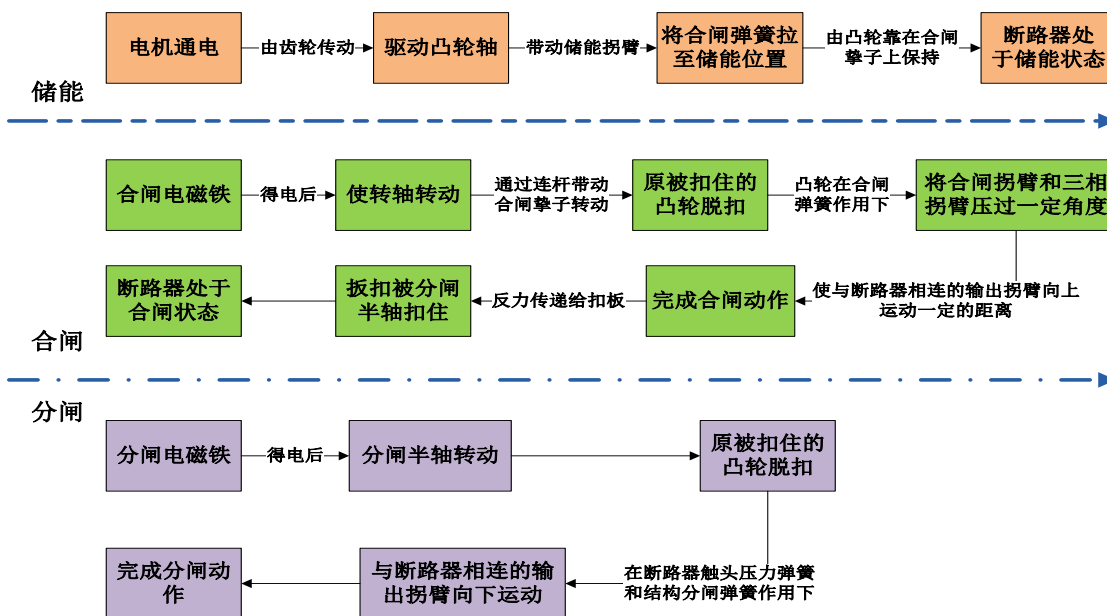 电机通电
由齿轮传动
驱动凸轮轴
带动储能拐臂
将合闸弹簧拉
至储能位置
由凸轮靠在合闸
挚子上保持
断路器处
于储能状态
储能
合闸电磁铁
得电后
使转轴转动
通过连杆带动
合闸挚子转动
原被扣住的
凸轮脱扣
凸轮在合闸
弹簧作用下
将合闸拐臂和三相
拐臂压过一定角度
使与断路器相连的输出拐臂向上
运动一定的距离
完成合闸动作
反力传递给扣板
扳扣被分闸
半轴扣住
断路器处于
合闸状态
合闸
分闸
分闸电磁铁
得电后
分闸半轴转动
原被扣住的
凸轮脱扣
在断路器触头压力弹簧
和结构分闸弹簧作用下
与断路器相连的输
出拐臂向下运动
完成分闸动
作